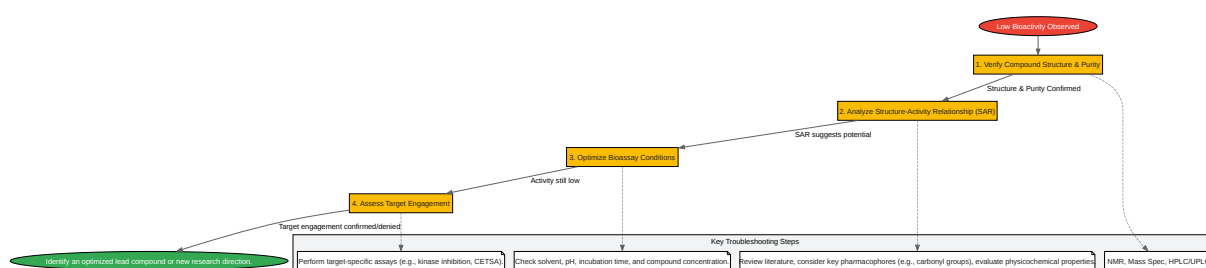 Low Bioactivity Observed
1. Verify Compound Structure & Purity
Structure & Purity Confirmed
2. Analyze Structure-Activity Relationship (SAR)
SAR suggests potential
3. Optimize Bioassay Conditions
Activity still low
4. Assess Target Engagement
Target engagement confirmed/denied
Key Troubleshooting Steps
Identify an optimized lead compound or new research direction.
Perform target-specific assays (e.g., kinase inhibition, CETSA).
Check solvent, pH, incubation time, and compound concentration.
Review literature, consider key pharmacophores (e.g., carbonyl groups), evaluate physicochemical properties
NMR, Mass Spec, HPLC/UPLC